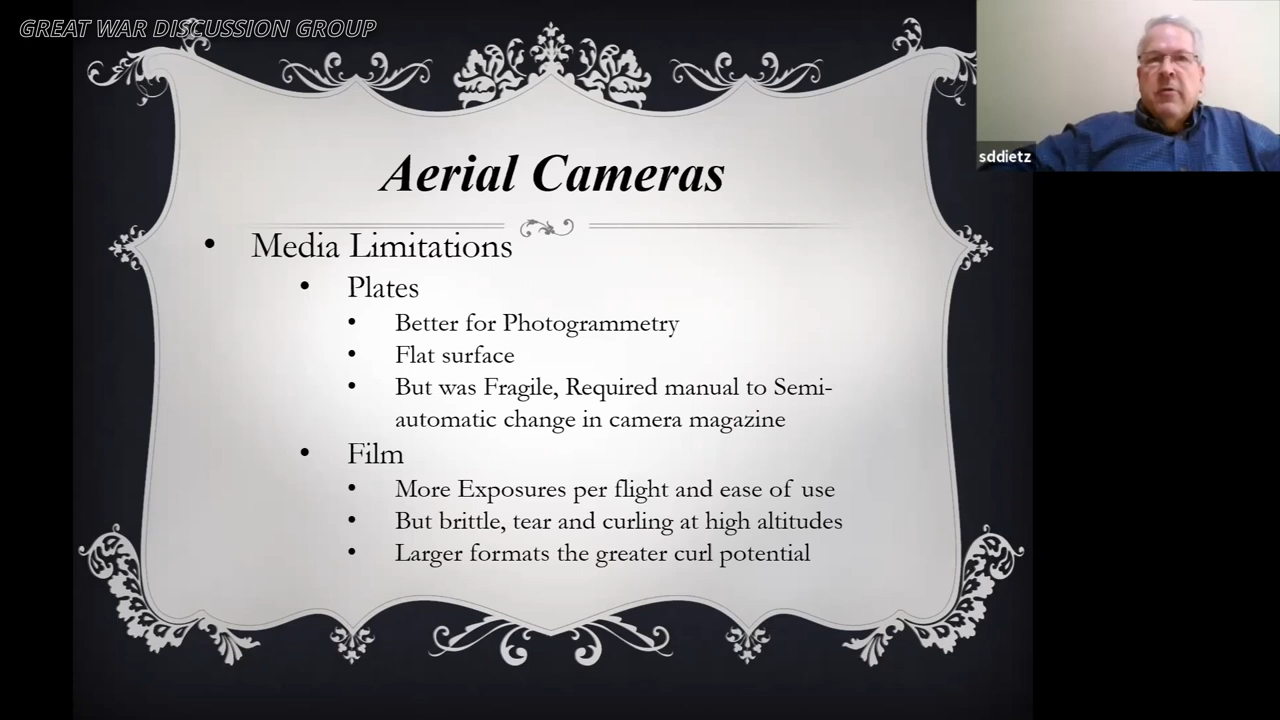 GREAT WAR DISCUSSION GROUP
sddietz
Aerial Cameras
• Media Limitations
• Plates
• Better for Photogrammetry
• Flat surface
• But was Fragile, Required manual to Semi-
automatic change in camera magazine
• Film
• More Exposures per flight and ease of use
• But brittle, tear and curling at high altitudes
• Larger formats the greater curl potential